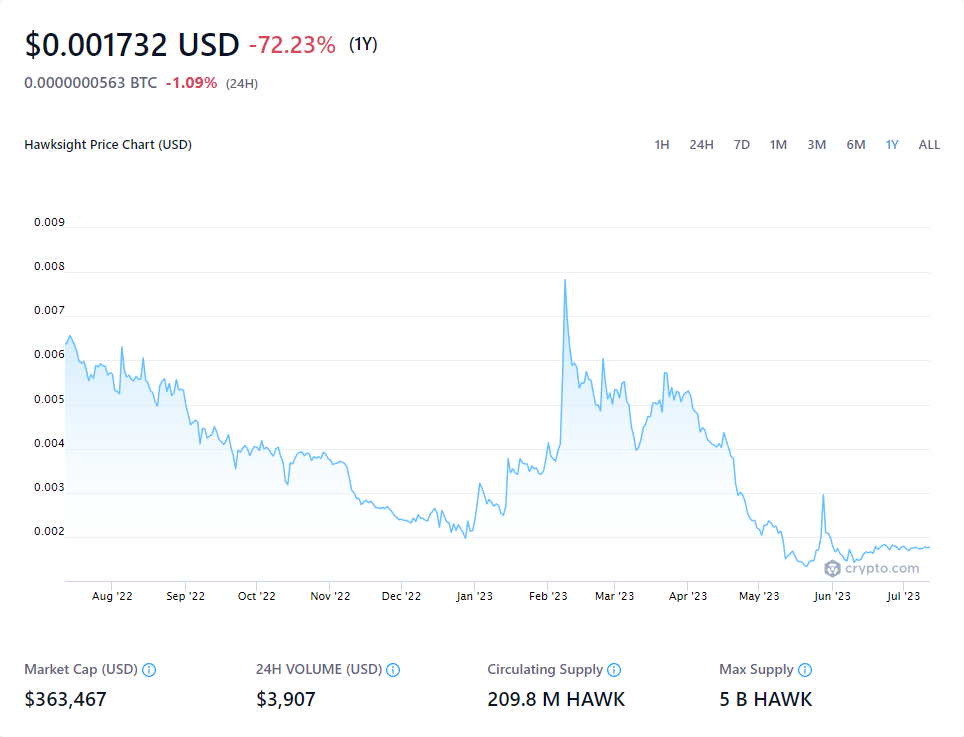 $0.001732 USD -72.23% (1Y)
0.0000000563 BTC -1.09% (24H)
Hawksight Price Chart (USD) 1H 24H 7D 1M 3M 6M 1Y ALL
0.009
0.008
0.007
0.006
0.005
0.004
0.003
0.002
crypto.com
Aug '22 Sep '22 Oct '22 Nov '22 Dec '22 Jan '23 Feb '23 Mar '23 Apr '23 May '23 Jun '23 Jul '23
Market Cap (USD) 24H VOLUME (USD) Circulating Supply Max Supply
$363,467 $3,907 209.8 M HAWK 5 B HAWK